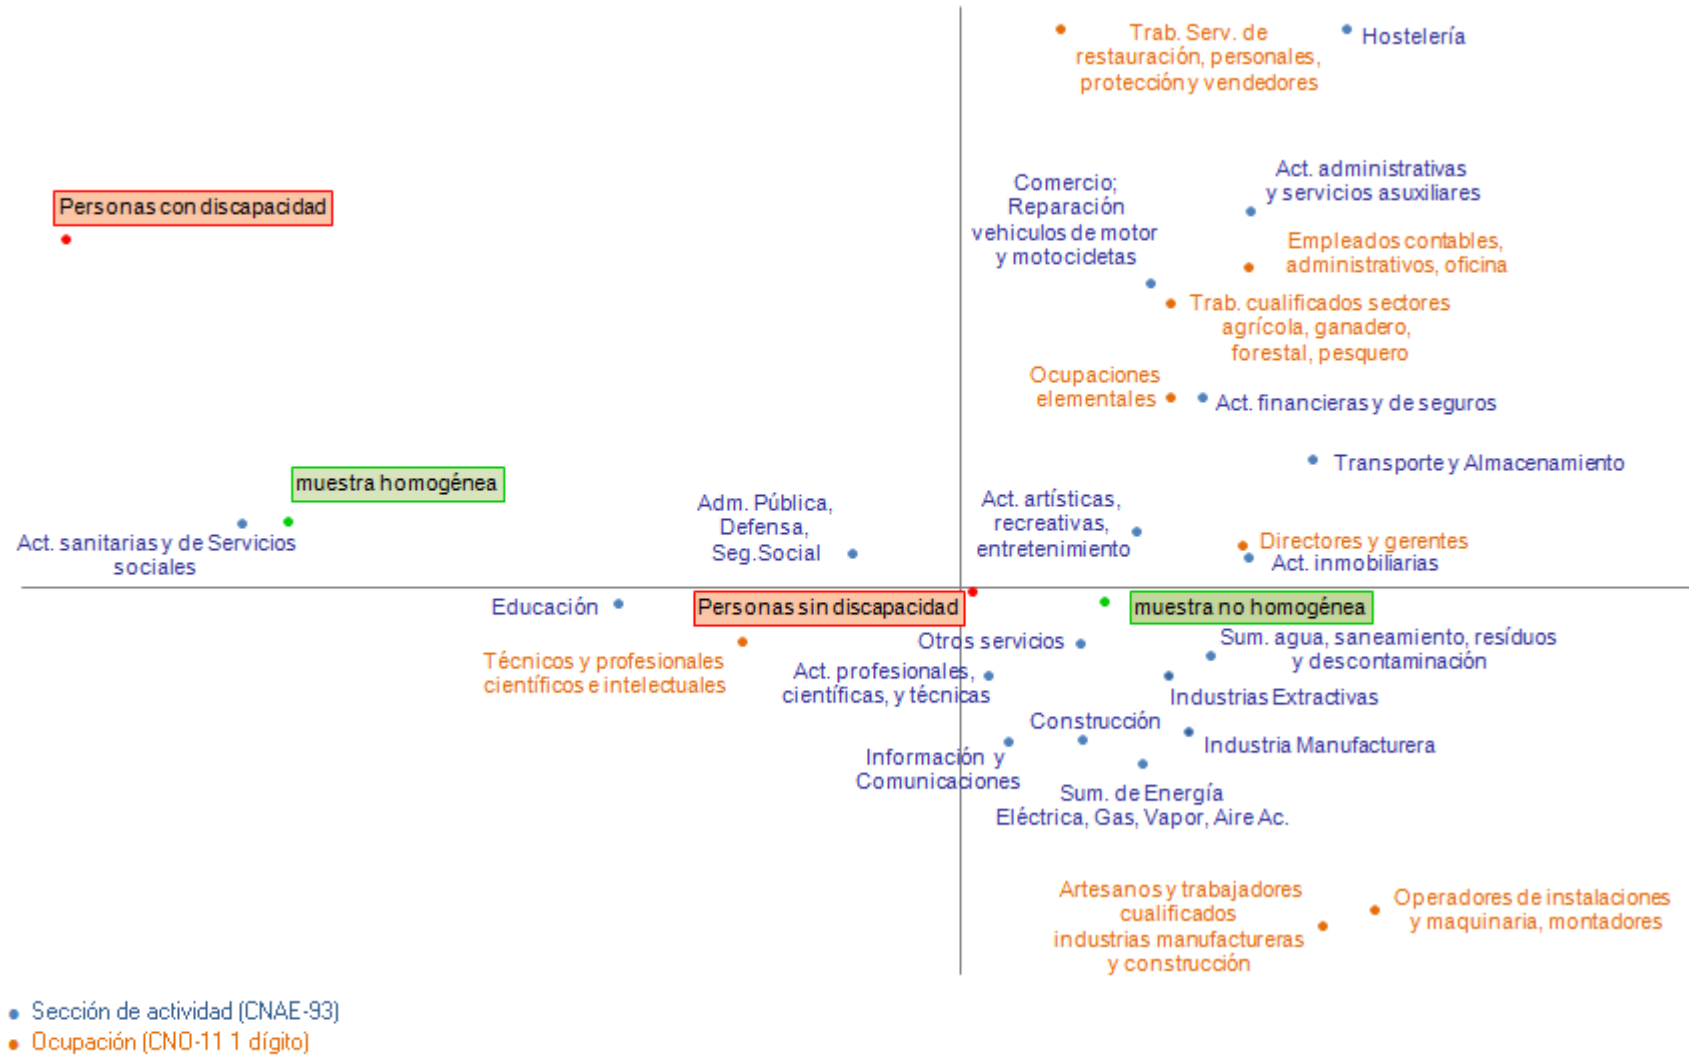 Trab. Serv. de
restauración, personales,
protección y vendedores
Hostelería
Personas con discapacidad
Comercio;
Reparación
vehiculos de motor
y motocicletas
Act. administrativas
y servicios asuxiliares
Empleados contables,
administrativos, oficina
Trab. cualificados sectores
agrícola, ganadero,
forestal, pesquero
Ocupaciones
elementales
Act. financieras y de seguros
Transporte y Almacenamiento
muestra homogénea
Act. sanitarias y de Servicios
sociales
Adm. Pública,
Defensa,
Seg.Social
Act. artísticas,
recreativas,
entretenimiento
Directores y gerentes
Act. inmobiliarias
Educación
Personas sin discapacidad
muestra no homogénea
Técnicos y profesionales
científicos e intelectuales
Otros servicios
Sum. agua, saneamiento, resíduos
y descontaminación
Act. profesionales,
científicas, y técnicas
Industrias Extractivas
Construcción
Industria Manufacturera
Información y
Comunicaciones
Sum. de Energía
Eléctrica, Gas, Vapor, Aire Ac.
Artesanos y trabajadores
cualificados
industrias manufactureras
y construcción
Operadores de instalaciones
y maquinaria, montadores
Sección de actividad (CNAE-93)
Ocupación (CNO-11 1 dígito)